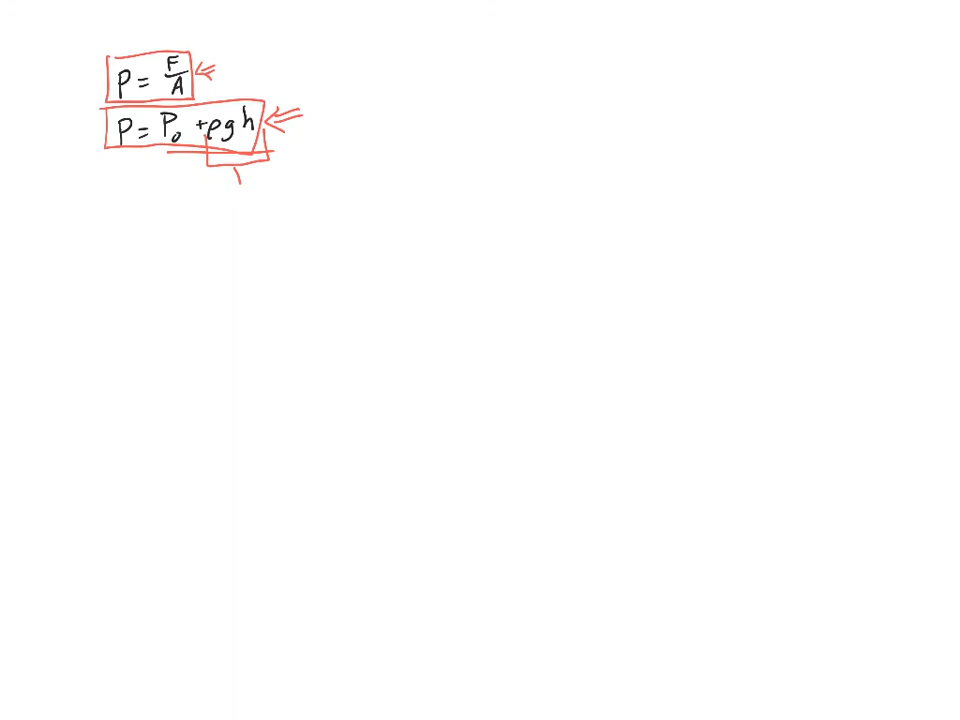 P = F/A
P = P₀ + ρgh